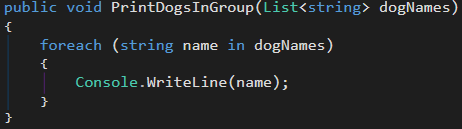 public void PrintDogsInGroup(List<string> dogNames)
{
    foreach (string name in dogNames)
    {
        Console.WriteLine(name);
    }
}